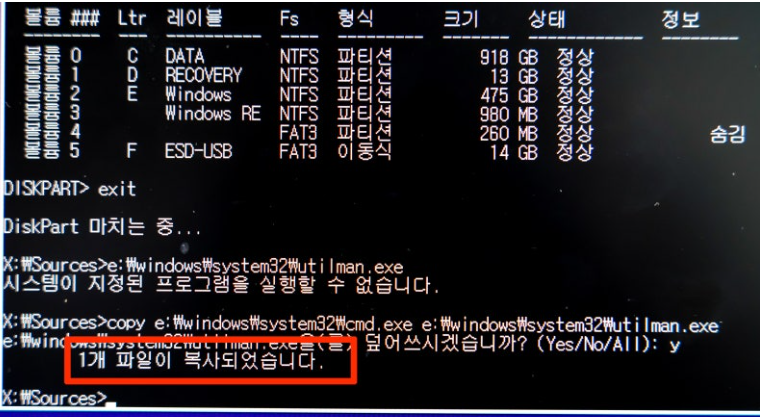 볼륨 ### Ltr 레이블 Fs 형식 크기 상태 정보
---------- --- ----------- ----- ---------- ------- --------- --------
볼륨 0 C DATA NTFS 파티션 918 GB 정상
볼륨 1 D RECOVERY NTFS 파티션 13 GB 정상
볼륨 2 E Windows NTFS 파티션 475 GB 정상
볼륨 3 Windows RE NTFS 파티션 980 MB 정상
볼륨 4 FAT3 파티션 260 MB 정상 숨김
볼륨 5 F ESD-USB FAT3 이동식 14 GB 정상
DISKPART> exit
DiskPart 마치는 중...
X:₩Sources>e:₩windows₩system32₩utilman.exe
시스템이 지정된 프로그램을 실행할 수 없습니다.
X:₩Sources>copy e:₩windows₩system32₩cmd.exe e:₩windows₩system32₩utilman.exe
e:₩windows₩system32₩utilman.exe을(를) 덮어쓰시겠습니까? (Yes/No/All): y
1개 파일이 복사되었습니다.
X:₩Sources>_